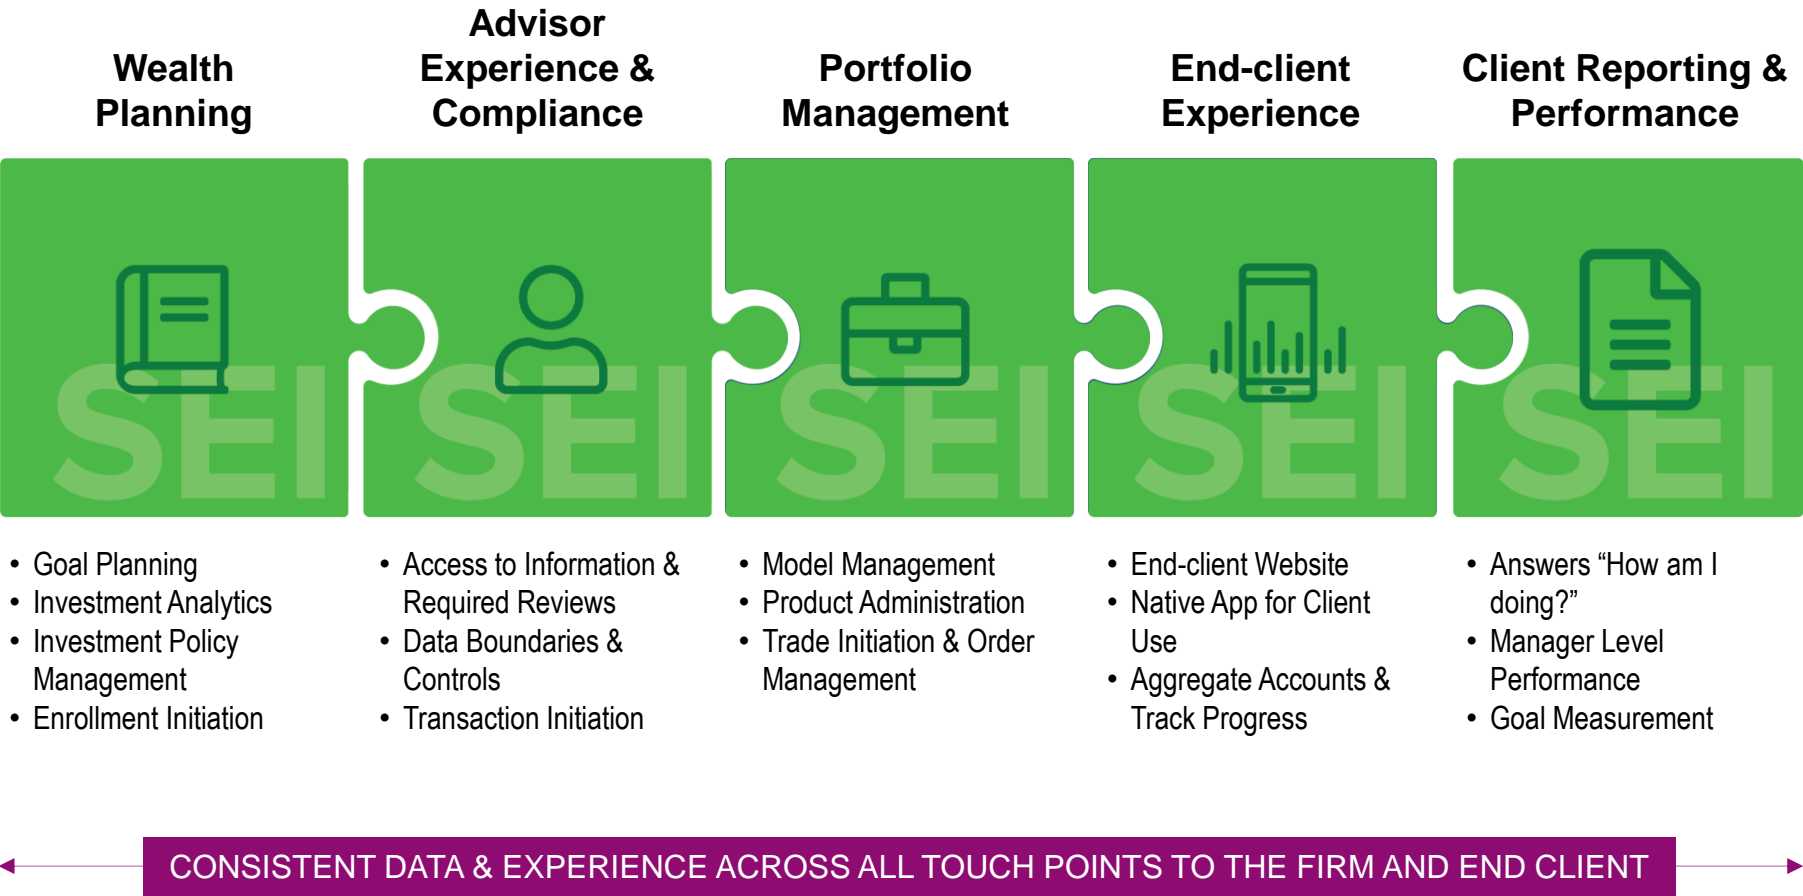 Wealth
Planning
Advisor
Experience &
Compliance
Portfolio
Management
End-client
Experience
Client Reporting &
Performance
SEI
SEI
SEI
SEI
SEI
• Goal Planning
• Investment Analytics
• Investment Policy
Management
• Enrollment Initiation
• Access to Information &
Required Reviews
• Data Boundaries &
Controls
• Transaction Initiation
• Model Management
• Product Administration
• Trade Initiation & Order
Management
• End-client Website
• Native App for Client
Use
• Aggregate Accounts &
Track Progress
• Answers “How am I
doing?”
• Manager Level
Performance
• Goal Measurement
CONSISTENT DATA & EXPERIENCE ACROSS ALL TOUCH POINTS TO THE FIRM AND END CLIENT